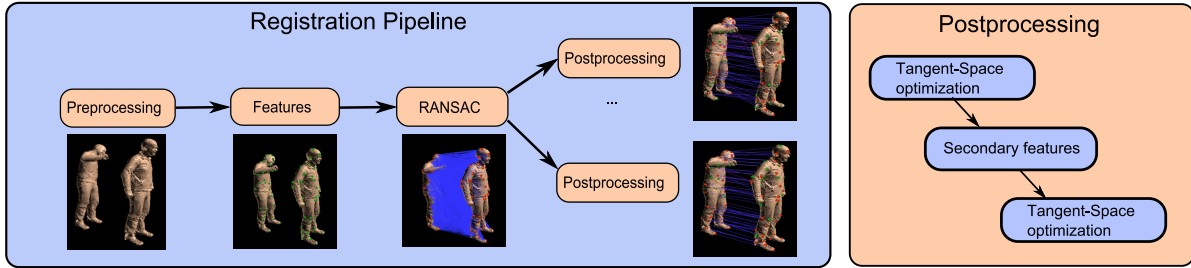 Registration Pipeline
Preprocessing
Features
RANSAC
Postprocessing
...
Postprocessing
Postprocessing
Tangent-Space
optimization
Secondary features
Tangent-Space
optimization